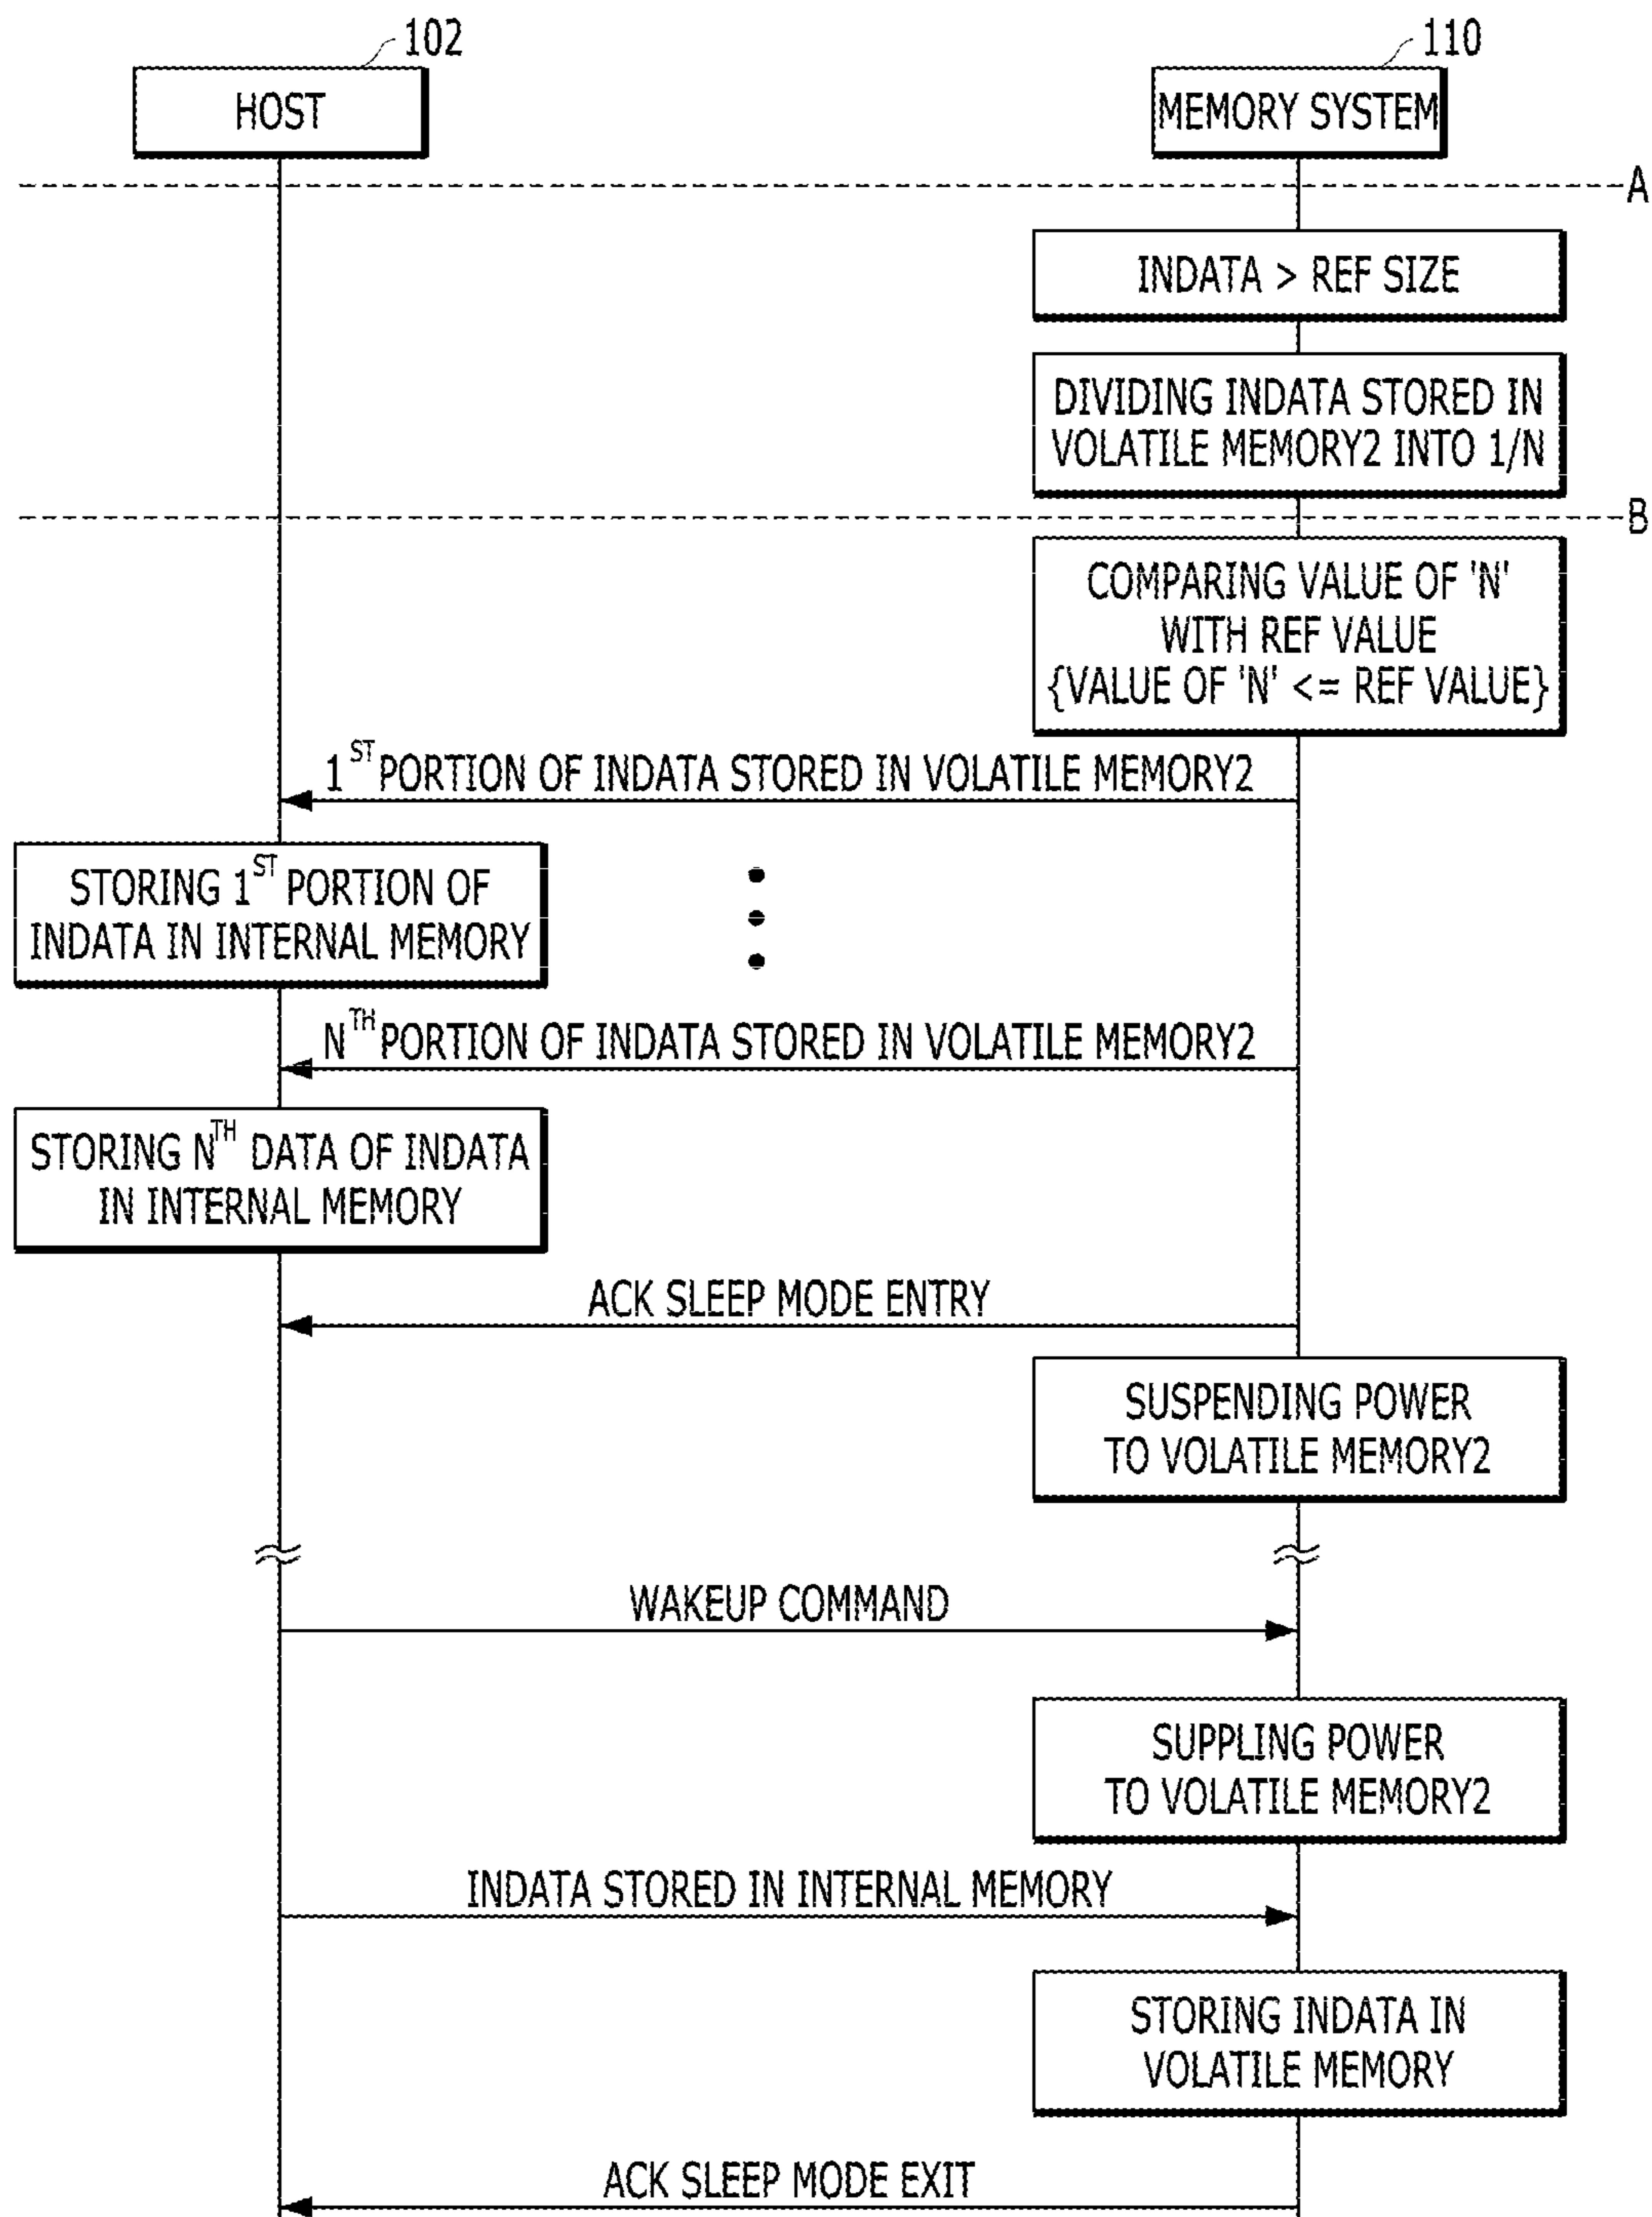 102
110
HOST
MEMORY SYSTEM
A
INDATA > REF SIZE
DIVIDING INDATA STORED IN
VOLATILE MEMORY2 INTO 1/N
B
COMPARING VALUE OF 'N'
WITH REF VALUE
{VALUE OF 'N' <= REF VALUE}
1ST PORTION OF INDATA STORED IN VOLATILE MEMORY2
STORING 1ST PORTION OF
INDATA IN INTERNAL MEMORY
NTH PORTION OF INDATA STORED IN VOLATILE MEMORY2
STORING NTH DATA OF INDATA
IN INTERNAL MEMORY
ACK SLEEP MODE ENTRY
SUSPENDING POWER
TO VOLATILE MEMORY2
WAKEUP COMMAND
SUPPLING POWER
TO VOLATILE MEMORY2
INDATA STORED IN INTERNAL MEMORY
STORING INDATA IN
VOLATILE MEMORY
ACK SLEEP MODE EXIT